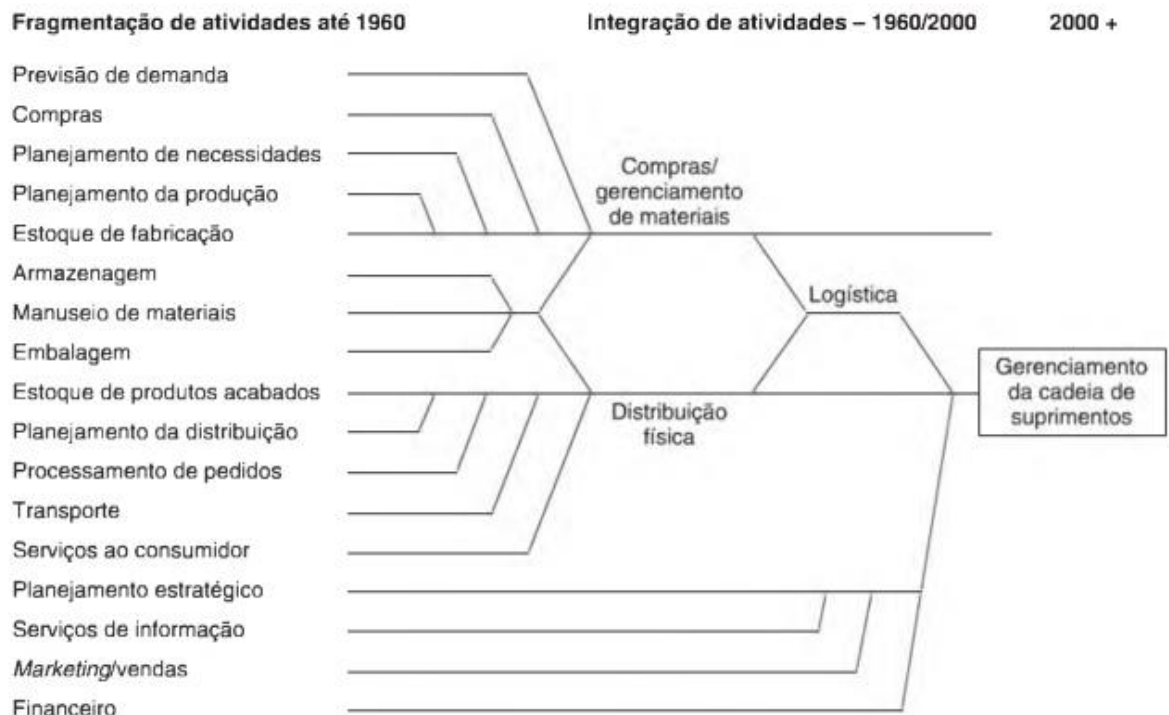 Fragmentação de atividades até 1960
Integração de atividades – 1960/2000
2000 +
Previsão de demanda
Compras
Planejamento de necessidades
Planejamento da produção
Estoque de fabricação
Armazenagem
Manuseio de materiais
Embalagem
Estoque de produtos acabados
Planejamento da distribuição
Processamento de pedidos
Transporte
Serviços ao consumidor
Planejamento estratégico
Serviços de informação
Marketing/vendas
Financeiro
Compras/
gerenciamento
de materiais
Distribuição
física
Logística
Gerenciamento
da cadeia de
suprimentos